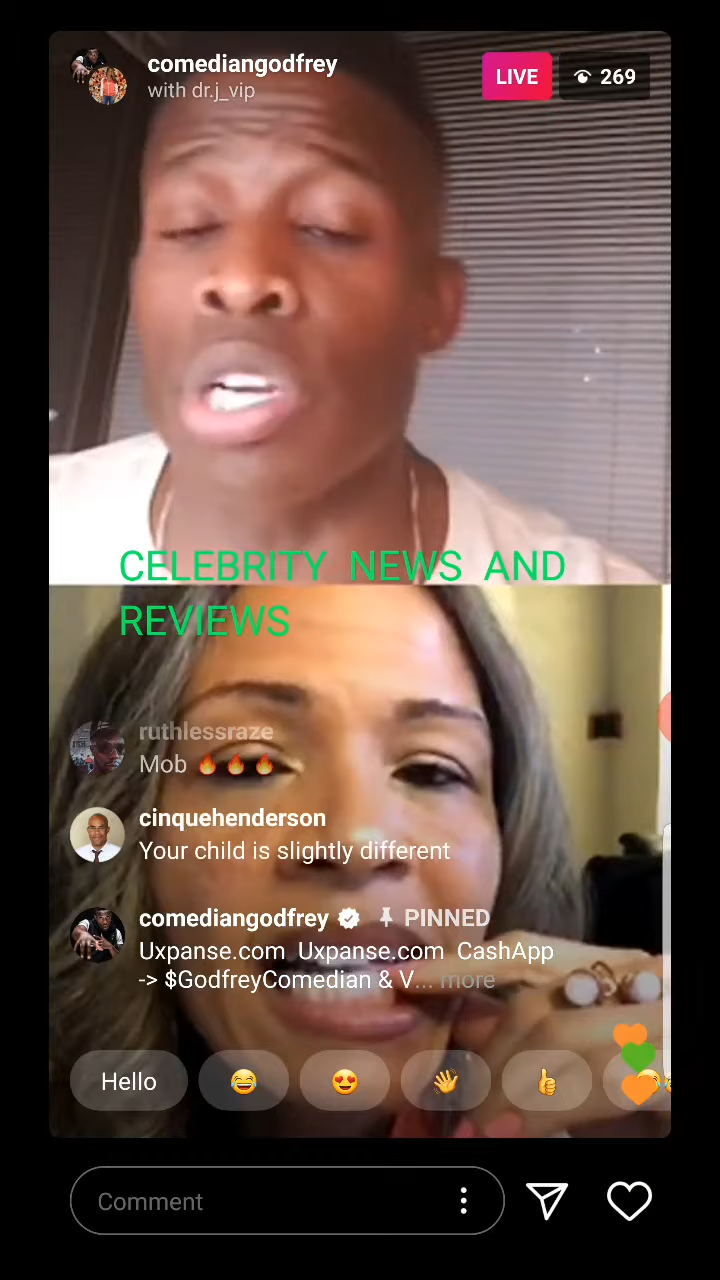 comediangodfrey
with dr.j_vip
LIVE
269
CELEBRITY NEWS AND
REVIEWS
ruthlessraze
Mob 🔥🔥🔥
cinquehenderson
Your child is slightly different
comediangodfrey PINNED
Uxpanse.com Uxpanse.com CashApp
-> $GodfreyComedian & V... more
Hello
Comment